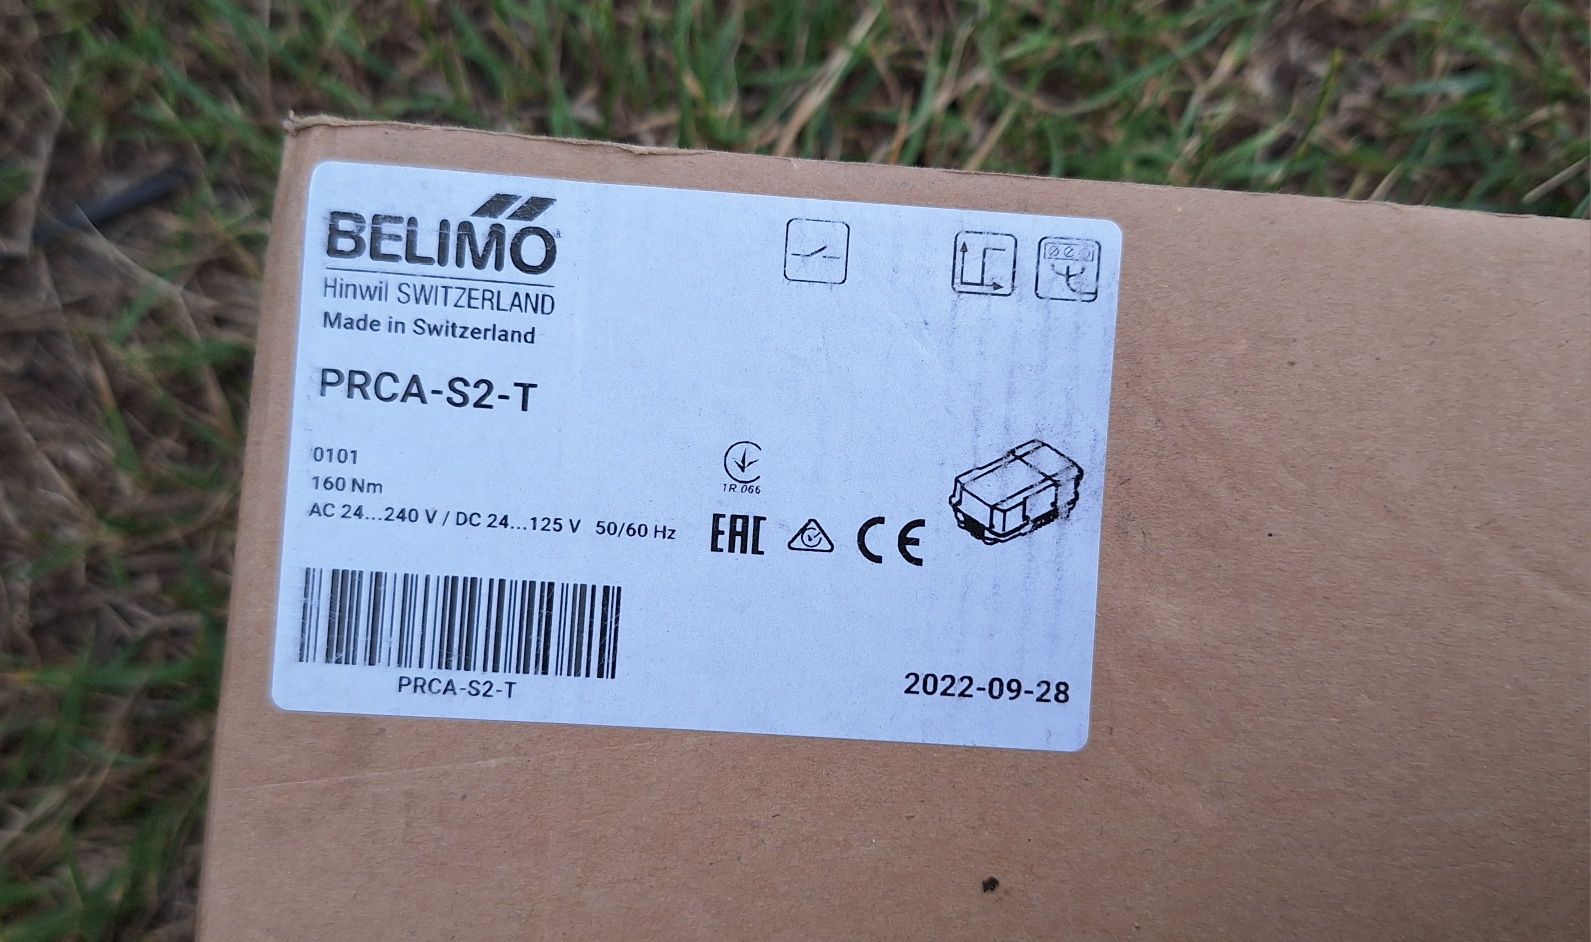 BELIMO
Hinwil SWITZERLAND
Made in Switzerland
PRCA-S2-T
0101
160 Nm
AC 24...240 V / DC 24...125 V 50/60 Hz
1R.066
EAC
CE
PRCA-S2-T
2022-09-28